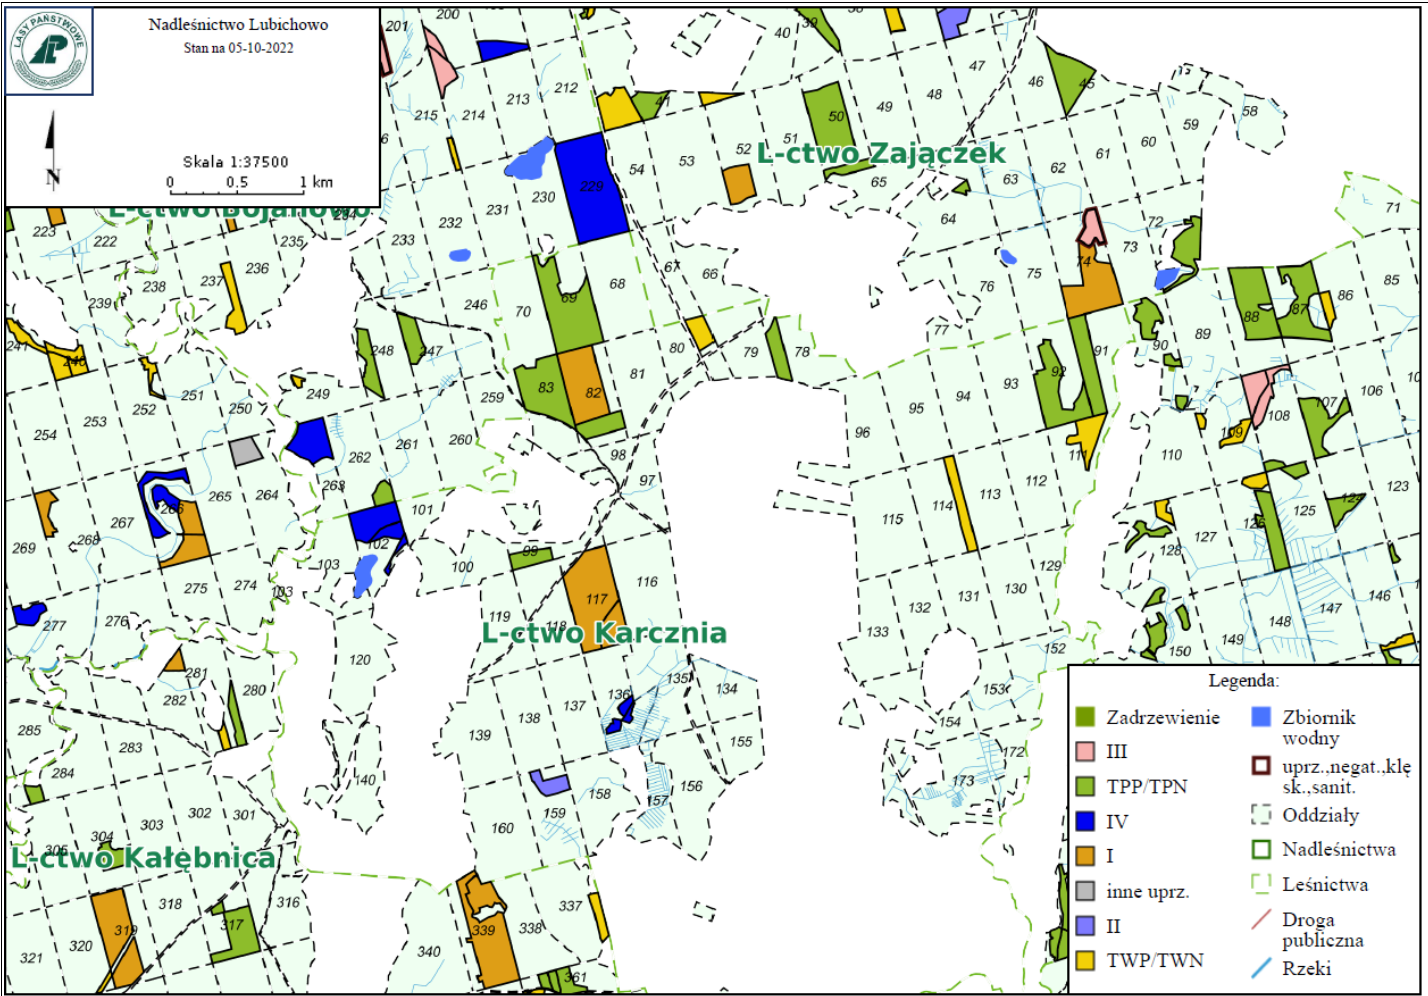 LASY PAŃSTWOWE
Nadleśnictwo Lubichowo
Stan na 05-10-2022
N
Skala 1:37500
0 0.5 1 km
201 200 40 39 47 46 45
215 214 213 212 41 50 49 48 58
51 52 53 54 59 60 61 62 63
L-ctwo Zajączek
65 64 71 72 73
229 230 231 232 233 234 235
L-ctwo Bojanowo
223 222 236 237 238 239
74 75 76 77 66 67 68 69 70
246 247 248 249 250 251 252 253 254
241 240
78 79 80 81 82 83
85 86 87 88 89 90 91 92 93 94 95 96
259 260 261 262 263 264 265 266 267 268 269
97 98 99 100 101 102 103 103
106 107 108 109 110 111 112 113 114 115
116 117 118 119 120
123 124 125 126 127 128 129 130 131 132 133
L-ctwo Karcznia
274 275 276 277
280 281 282 283 284 285
134 135 136 137 138 139 140
146 147 148 149 150 152 153 154 155 156 157 158 159 160
172 173
301 302 303 304 305
L-ctwo Kałębnica
316 317 318 319 320 321
337 338 339 340 361
Legenda:
Zadrzewienie
III
TPP/TPN
IV
I
inne uprz.
II
TWP/TWN
Zbiornik
wodny
uprz.,negat.,klę
sk.,sanit.
Oddziały
Nadleśnictwa
Leśnictwa
Droga
publiczna
Rzeki